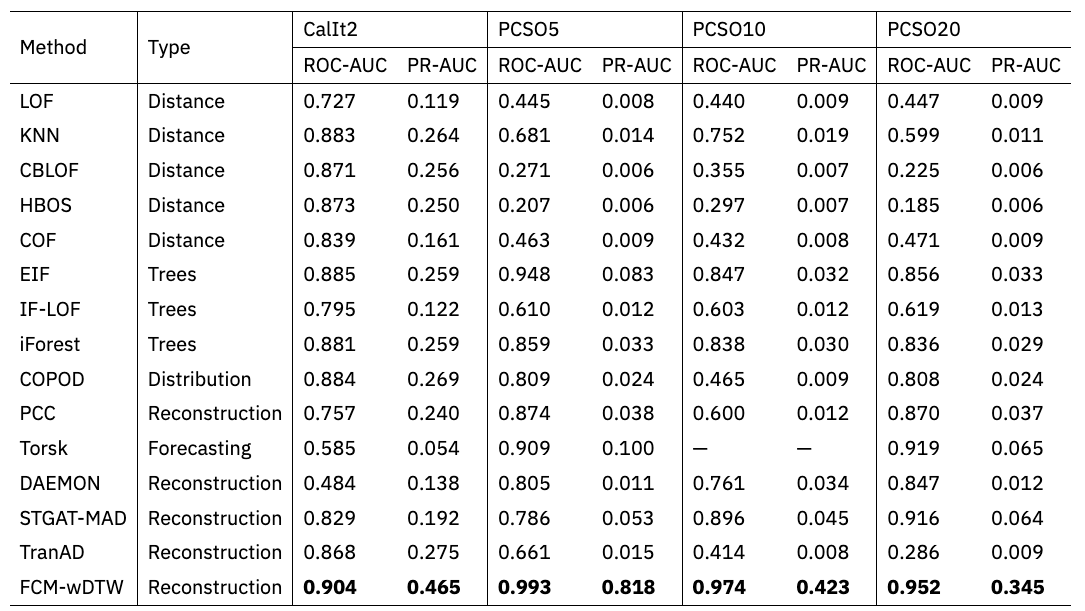 Method Type CalIt2 PCSO5 PCSO10 PCSO20
ROC-AUC PR-AUC ROC-AUC PR-AUC ROC-AUC PR-AUC ROC-AUC PR-AUC
LOF Distance 0.727 0.119 0.445 0.008 0.440 0.009 0.447 0.009
KNN Distance 0.883 0.264 0.681 0.014 0.752 0.019 0.599 0.011
CBLOF Distance 0.871 0.256 0.271 0.006 0.355 0.007 0.225 0.006
HBOS Distance 0.873 0.250 0.207 0.006 0.297 0.007 0.185 0.006
COF Distance 0.839 0.161 0.463 0.009 0.432 0.008 0.471 0.009
EIF Trees 0.885 0.259 0.948 0.083 0.847 0.032 0.856 0.033
IF-LOF Trees 0.795 0.122 0.610 0.012 0.603 0.012 0.619 0.013
iForest Trees 0.881 0.259 0.859 0.033 0.838 0.030 0.836 0.029
COPOD Distribution 0.884 0.269 0.809 0.024 0.465 0.009 0.808 0.024
PCC Reconstruction 0.757 0.240 0.874 0.038 0.600 0.012 0.870 0.037
Torsk Forecasting 0.585 0.054 0.909 0.100 — — 0.919 0.065
DAEMON Reconstruction 0.484 0.138 0.805 0.011 0.761 0.034 0.847 0.012
STGAT-MAD Reconstruction 0.829 0.192 0.786 0.053 0.896 0.045 0.916 0.064
TranAD Reconstruction 0.868 0.275 0.661 0.015 0.414 0.008 0.286 0.009
FCM-wDTW Reconstruction 0.904 0.465 0.993 0.818 0.974 0.423 0.952 0.345